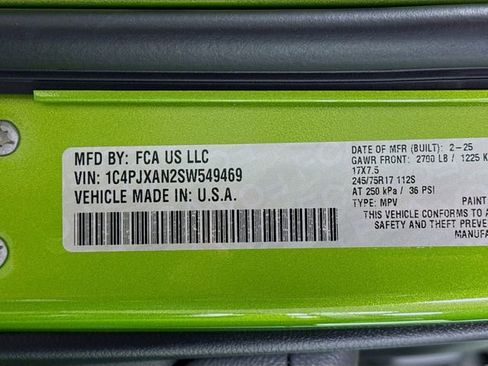 MFD BY: FCA US LLC
VIN: 1C4PJXAN2SW549469
VEHICLE MADE IN: U.S.A.
DATE OF MFR (BUILT): 2-25
GAWR FRONT: 2700 LB / 1225 K
17X7.5
245/75R17 112S
AT 250 kPa / 36 PSI
TYPE: MPV PAINT
THIS VEHICLE CONFORMS TO A
SAFETY AND THEFT PREVE